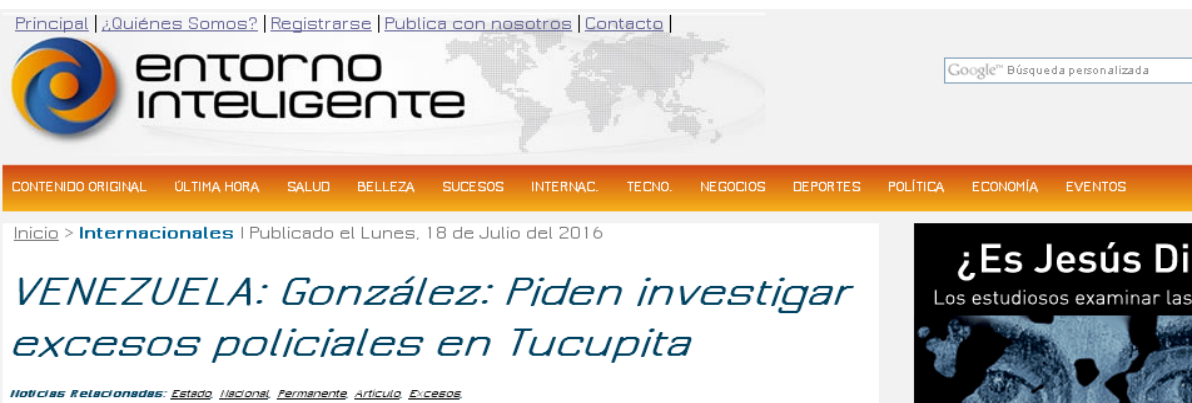 Principal | ¿Quiénes Somos? | Registrarse | Publica con nosotros | Contacto |
entorno
inteligente
Google™ Búsqueda personalizada
CONTENIDO ORIGINAL ÚLTIMA HORA SALUD BELLEZA SUCESOS INTERNAC. TECNO. NEGOCIOS DEPORTES POLÍTICA ECONOMÍA EVENTOS
Inicio > Internacionales | Publicado el Lunes, 18 de Julio del 2016
VENEZUELA: González: Piden investigar
excesos policiales en Tucupita
Noticias Relacionadas: Estado, Nacional, Permanente, Artículo, Excesos,
¿Es Jesús Di
Los estudiosos examinar las